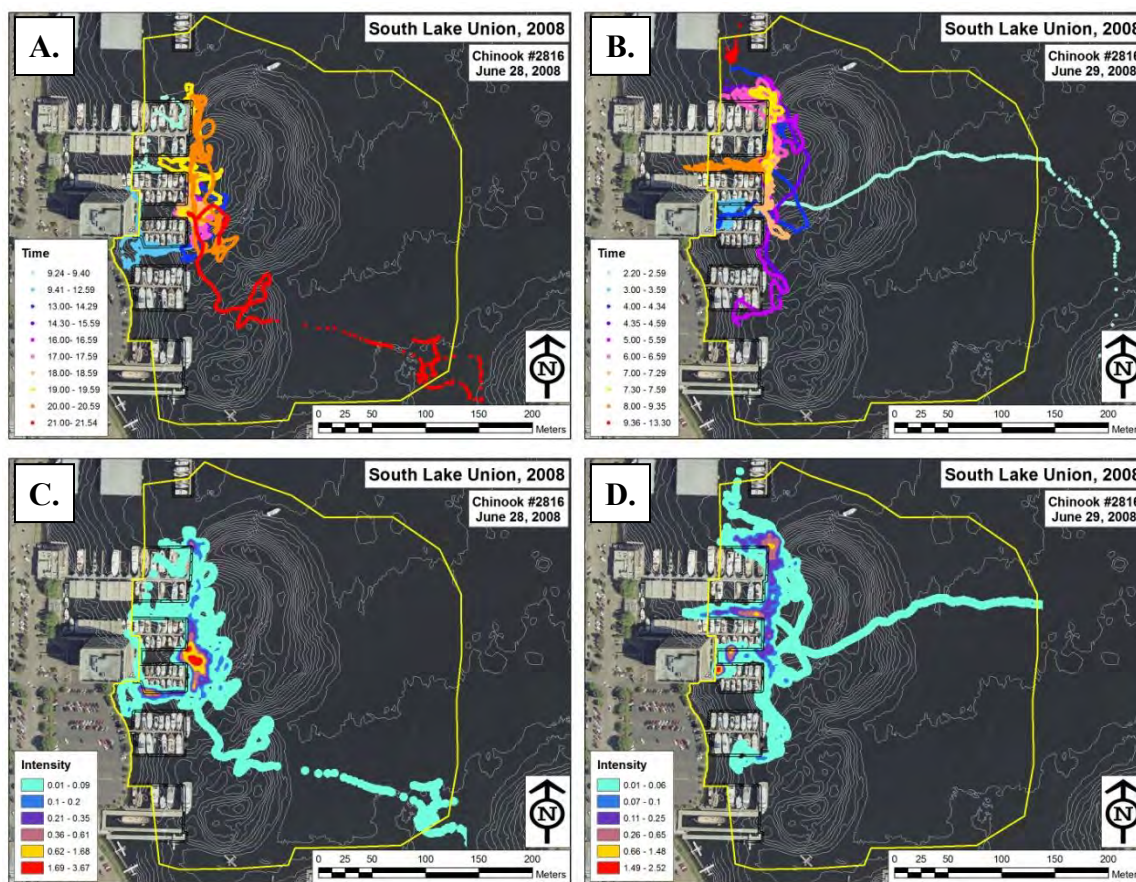 A.
South Lake Union, 2008
Chinook #2816
June 28, 2008
Time
9.24 - 9.40
9.41 - 12.59
13.00 - 14.29
14.30 - 15.59
16.00 - 16.59
17.00 - 17.59
18.00 - 18.59
19.00 - 19.59
20.00 - 20.59
21.00- 21.54
N
0 25 50 100 150 200
Meters
B.
South Lake Union, 2008
Chinook #2816
June 29, 2008
Time
2.20 - 2.59
3.00 - 3.59
4.00 - 4.34
4.35 - 4.59
5.00 - 5.59
6.00 - 6.59
7.00 - 7.29
7.30 - 7.59
8.00 - 9.35
9.36 - 13.30
N
0 25 50 100 150 200
Meters
C.
South Lake Union, 2008
Chinook #2816
June 28, 2008
Intensity
0.01 - 0.09
0.1 - 0.2
0.21 - 0.35
0.36 - 0.61
0.62 - 1.68
1.69 - 3.67
N
0 25 50 100 150 200
Meters
D.
South Lake Union, 2008
Chinook #2816
June 29, 2008
Intensity
0.01 - 0.06
0.07 - 0.1
0.11 - 0.25
0.26 - 0.65
0.66 - 1.48
1.49 - 2.52
N
0 25 50 100 150 200
Meters